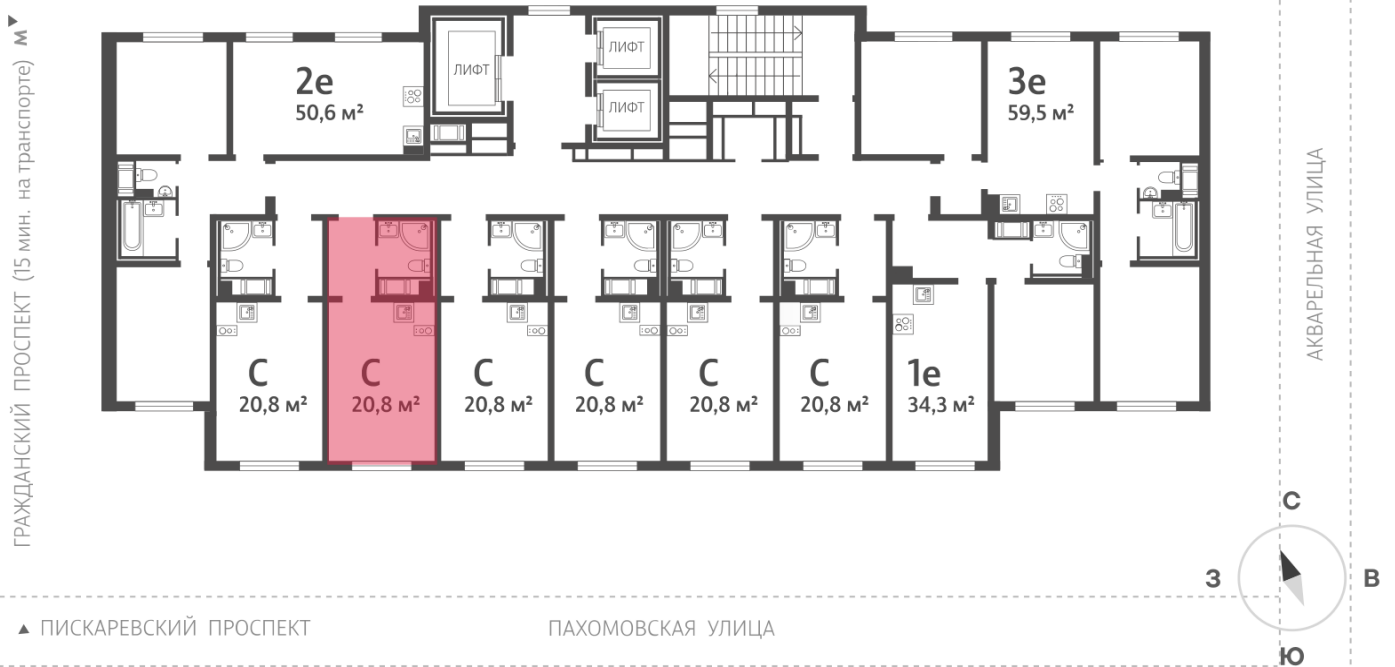 ГРАЖДАНСКИЙ ПРОСПЕКТ (15 мин. на транспорте) м
2е
50,6 м²
ЛИФТ
ЛИФТ
ЛИФТ
3е
59,5 м²
С
20,8 м²
С
20,8 м²
С
20,8 м²
С
20,8 м²
С
20,8 м²
С
20,8 м²
1е
34,3 м²
АКВАРЕЛЬНАЯ УЛИЦА
С
З
В
Ю
ПИСКАРЕВСКИЙ ПРОСПЕКТ
ПАХОМОВСКАЯ УЛИЦА